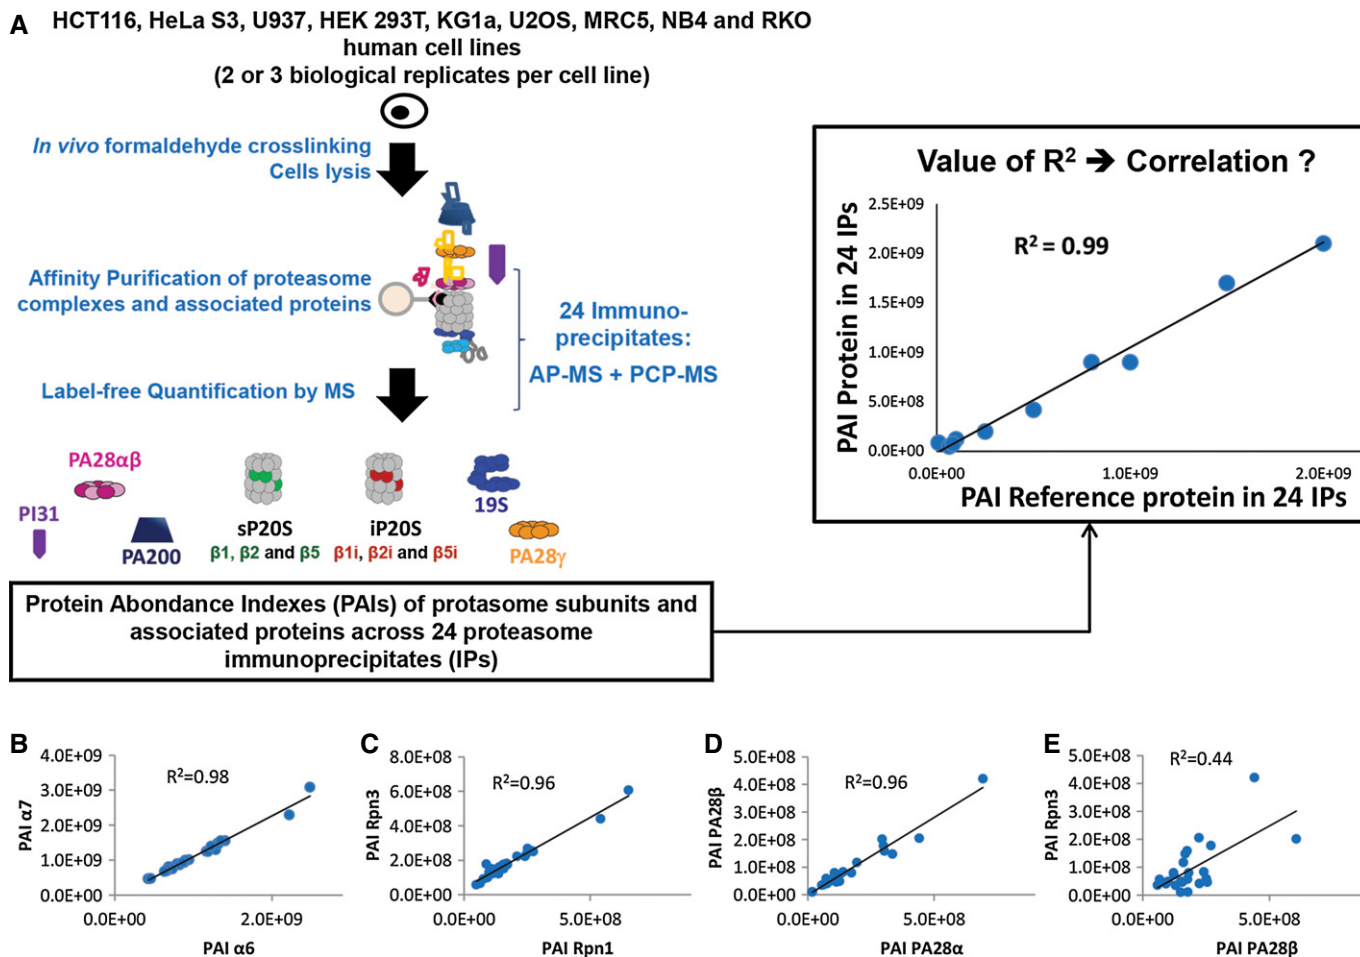 A
HCT116, HeLa S3, U937, HEK 293T, KG1a, U2OS, MRC5, NB4 and RKO
human cell lines
(2 or 3 biological replicates per cell line)
In vivo formaldehyde crosslinking
Cells lysis
Affinity Purification of proteasome
complexes and associated proteins
24 Immuno-
precipitates:
AP-MS + PCP-MS
Label-free Quantification by MS
PA28αβ
PI31
PA200
sP20S
β1, β2 and β5
iP20S
β1i, β2i and β5i
19S
PA28γ
Protein Abundance Indexes (PAIs) of protasome subunits and
associated proteins across 24 proteasome
immunoprecipitates (IPs)
Value of R² ➔ Correlation ?
PAI Protein in 24 IPs
2.5E+09
2.0E+09
1.5E+09
1.0E+09
5.0E+08
0.0E+00
R² = 0.99
0.0E+00 1.0E+09 2.0E+09
PAI Reference protein in 24 IPs
B
PAI α7
4.0E+09
3.0E+09
2.0E+09
1.0E+09
0.0E+00
R²=0.98
0.0E+00 2.0E+09
PAI α6
C
PAI Rpn3
8.0E+08
6.0E+08
4.0E+08
2.0E+08
0.0E+00
R²=0.96
0.0E+00 5.0E+08
PAI Rpn1
D
PAI PA28β
5.0E+08
4.0E+08
3.0E+08
2.0E+08
1.0E+08
0.0E+00
R²=0.96
0.0E+00 5.0E+08
PAI PA28α
E
PAI Rpn3
5.0E+08
4.0E+08
3.0E+08
2.0E+08
1.0E+08
0.0E+00
R²=0.44
0.0E+00 5.0E+08
PAI PA28β